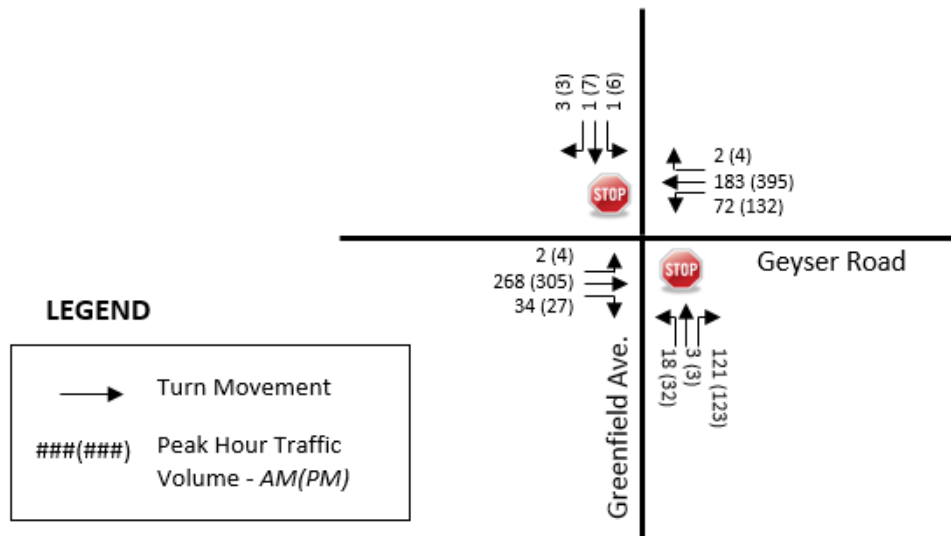 3 (3)
1 (7)
1 (6)
STOP
2 (4)
183 (395)
72 (132)
2 (4)
268 (305)
34 (27)
STOP
Geyser Road
Greenfield Ave.
18 (32)
3 (3)
121 (123)
LEGEND
Turn Movement
###(###) Peak Hour Traffic
Volume - AM(PM)